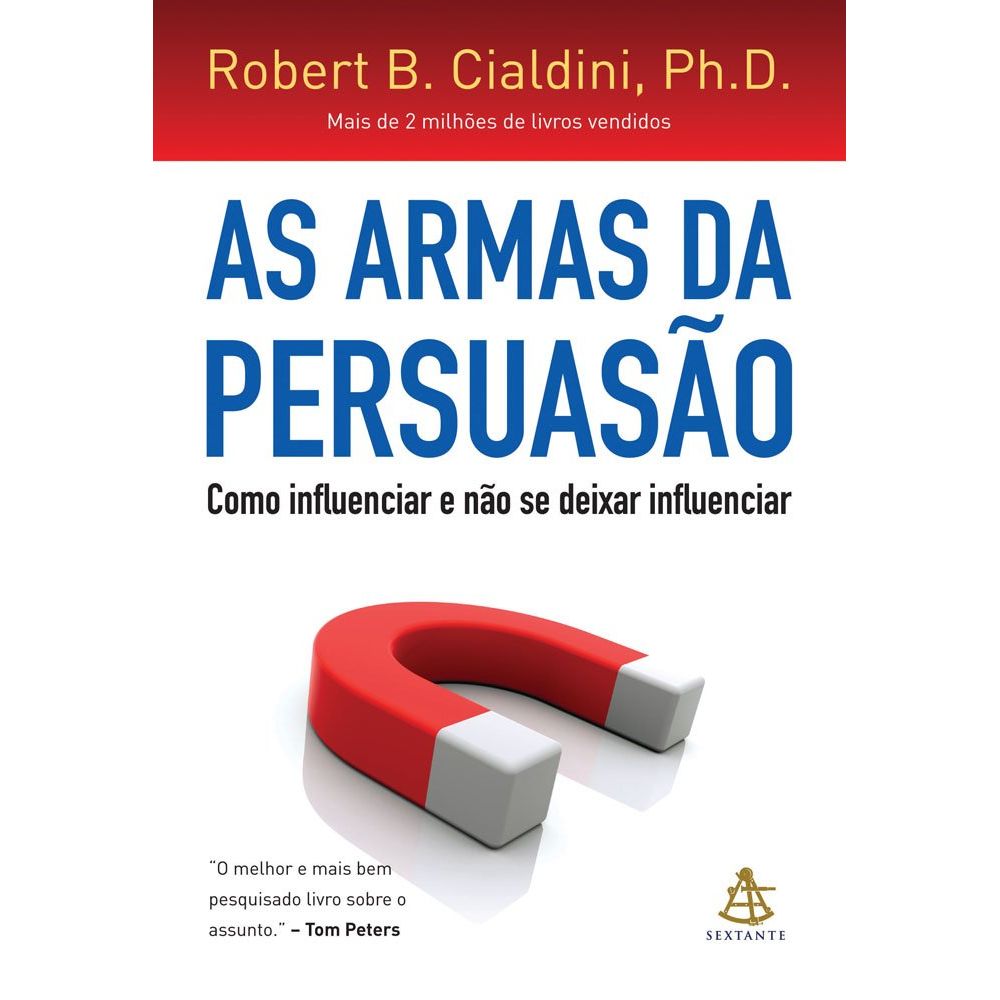 Robert B. Cialdini, Ph.D.
Mais de 2 milhões de livros vendidos
AS ARMAS DA
PERSUASÃO
Como influenciar e não se deixar influenciar
“O melhor e mais bem
pesquisado livro sobre o
assunto.” – Tom Peters
SEXTANTE